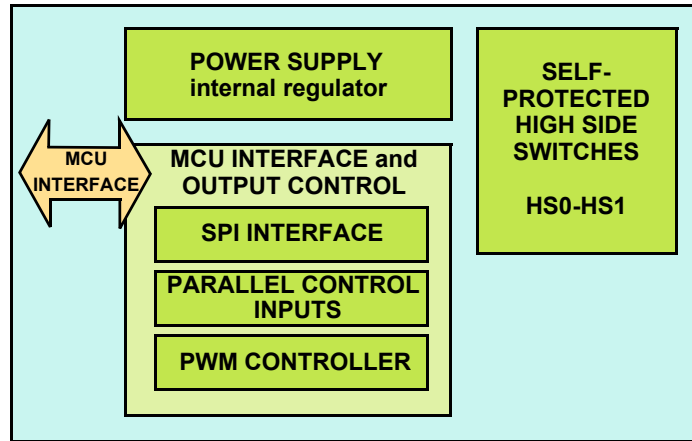 POWER SUPPLY
internal regulator
SELF-
PROTECTED
HIGH SIDE
SWITCHES
HS0-HS1
MCU
INTERFACE
MCU INTERFACE and
OUTPUT CONTROL
SPI INTERFACE
PARALLEL CONTROL
INPUTS
PWM CONTROLLER